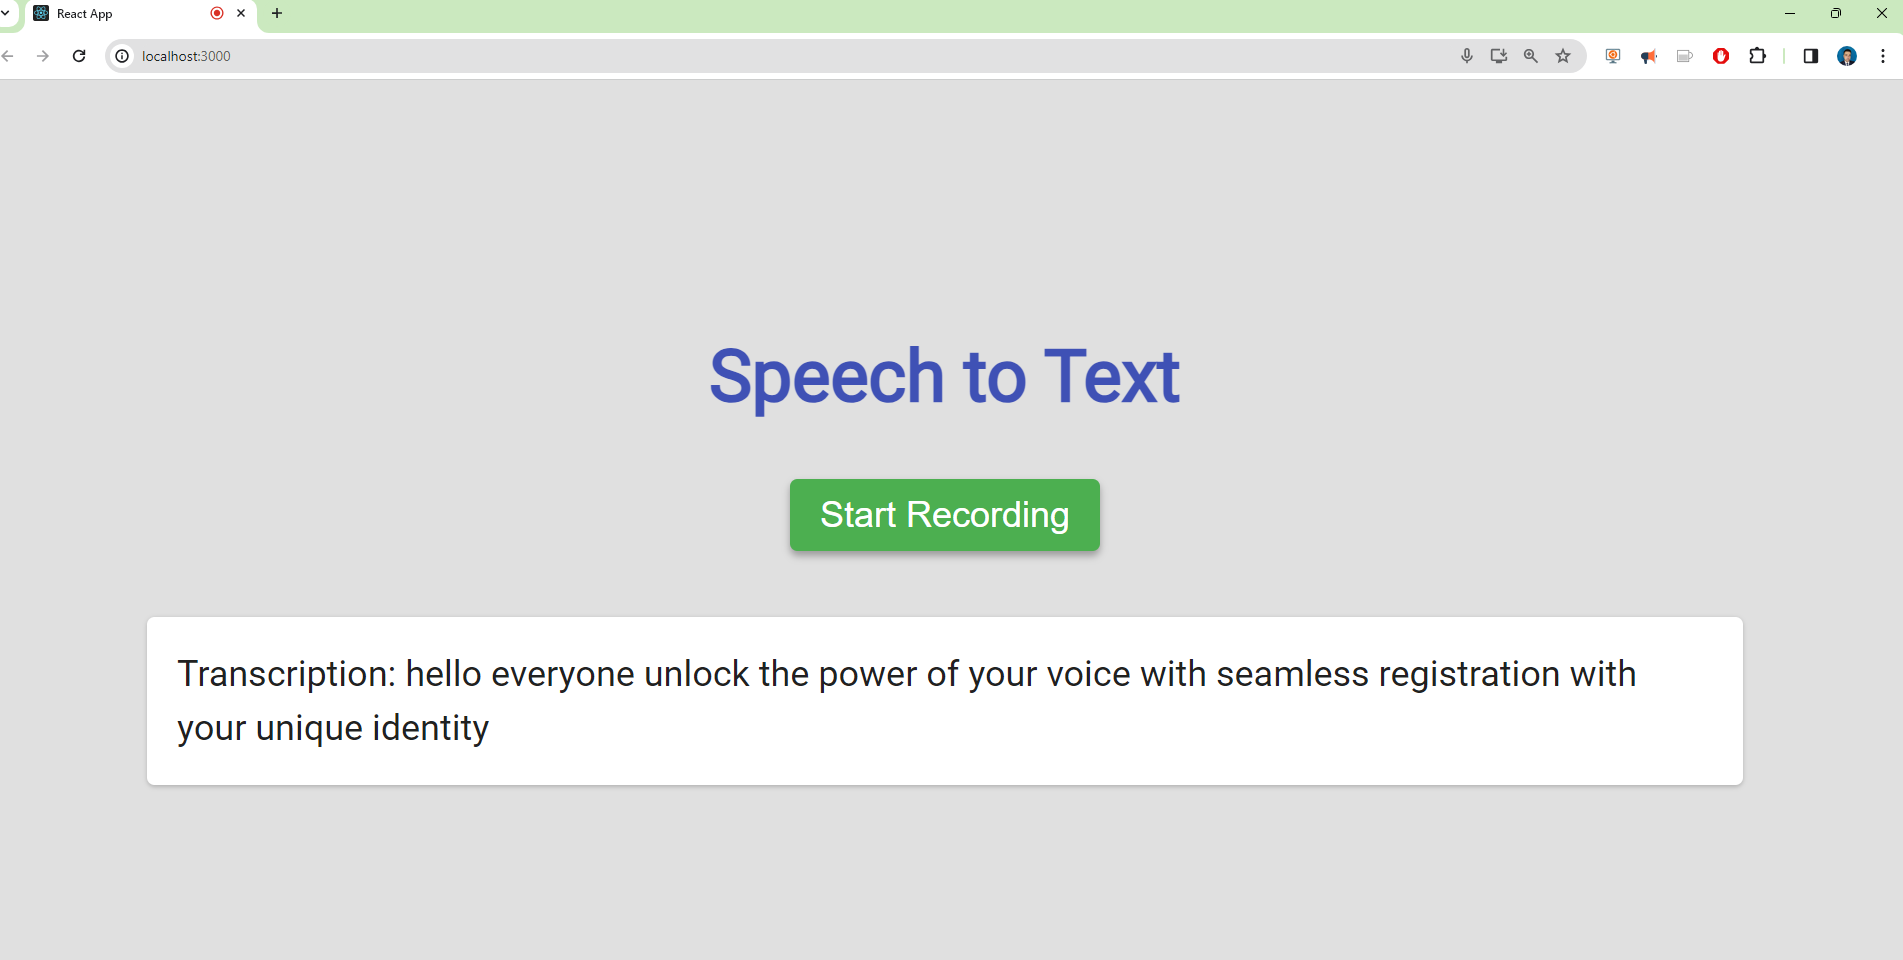 React App
localhost:3000
Speech to Text
Start Recording
Transcription: hello everyone unlock the power of your voice with seamless registration with
your unique identity